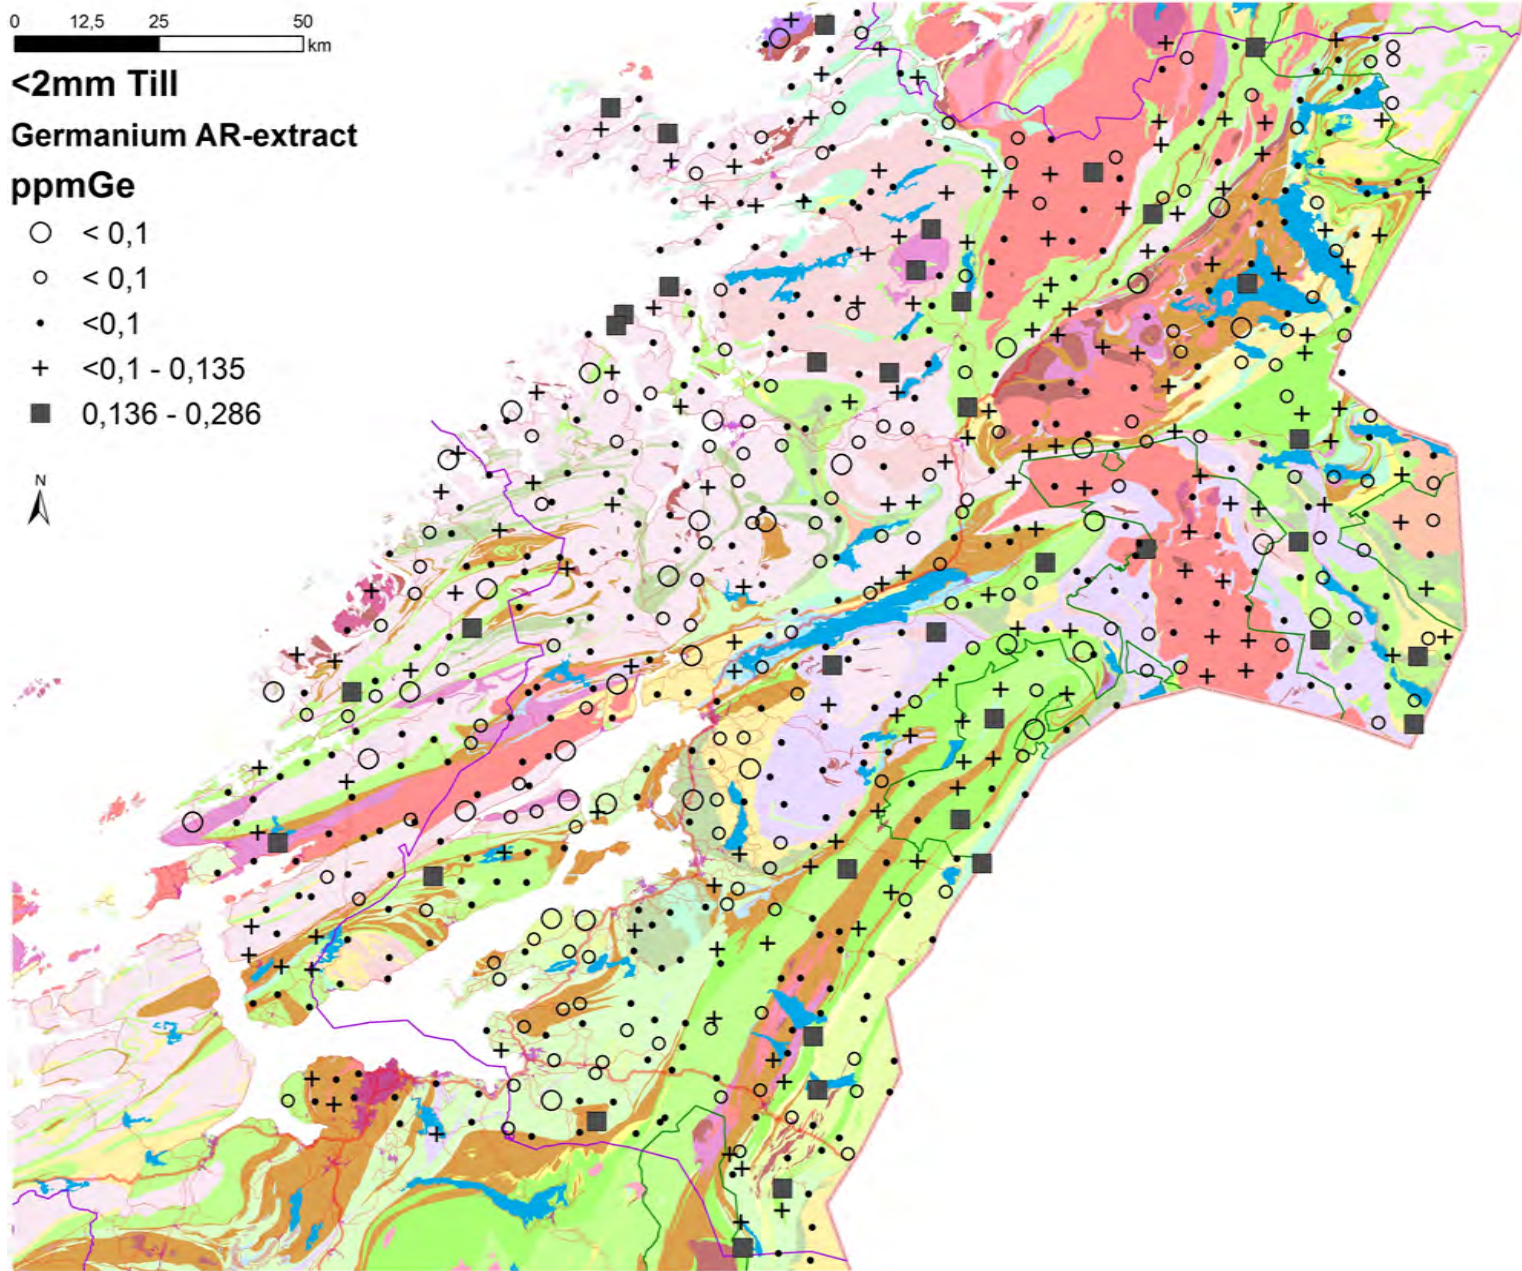 0 12,5 25 50
km
<2mm Till
Germanium AR-extract
ppmGe
< 0,1
< 0,1
<0,1
<0,1 - 0,135
0,136 - 0,286
N